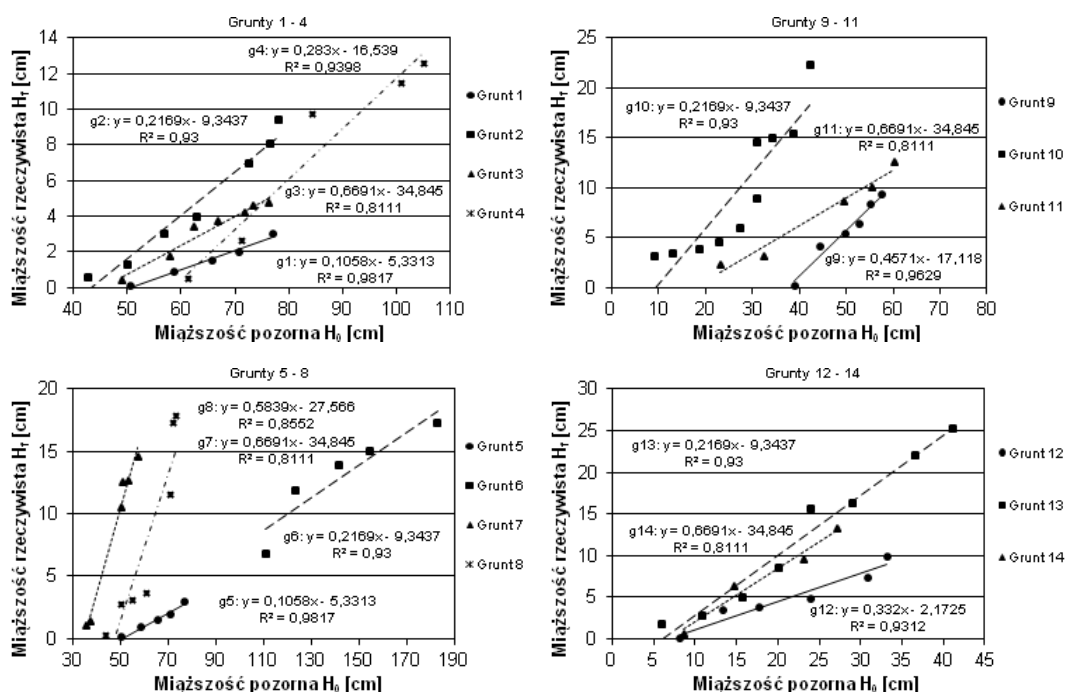 Grunty 1 - 4
Miąższość rzeczywista Hᵣ [cm]
14
12
10
8
6
4
2
0
g4: y = 0,283x - 16,539
R² = 0,9398
g2: y = 0,2169x - 9,3437
R² = 0,93
g3: y = 0,6691x - 34,845
R² = 0,8111
g1: y = 0,1058x - 5,3313
R² = 0,9817
40 50 60 70 80 90 100 110
Miąższość pozorna H₀ [cm]
Grunt 1
Grunt 2
Grunt 3
Grunt 4
Grunty 9 - 11
Miąższość rzeczywista Hᵣ [cm]
25
20
15
10
5
0
g10: y = 0,2169x - 9,3437
R² = 0,93
g11: y = 0,6691x - 34,845
R² = 0,8111
g9: y = 0,4571x - 17,118
R² = 0,9629
0 10 20 30 40 50 60 70 80
Miąższość pozorna H₀ [cm]
Grunt 9
Grunt 10
Grunt 11
Grunty 5 - 8
Miąższość rzeczywista Hᵣ [cm]
20
15
10
5
0
g8: y = 0,5839x - 27,566
R² = 0,8552
g7: y = 0,6691x - 34,845
R² = 0,8111
g6: y = 0,2169x - 9,3437
R² = 0,93
g5: y = 0,1058x - 5,3313
R² = 0,9817
30 50 70 90 110 130 150 170 190
Miąższość pozorna H₀ [cm]
Grunt 5
Grunt 6
Grunt 7
Grunt 8
Grunty 12 - 14
Miąższość rzeczywista Hᵣ [cm]
30
25
20
15
10
5
0
g13: y = 0,2169x - 9,3437
R² = 0,93
g14: y = 0,6691x - 34,845
R² = 0,8111
g12: y = 0,332x - 2,1725
R² = 0,9312
0 5 10 15 20 25 30 35 40 45
Miąższość pozorna H₀ [cm]
Grunt 12
Grunt 13
Grunt 14